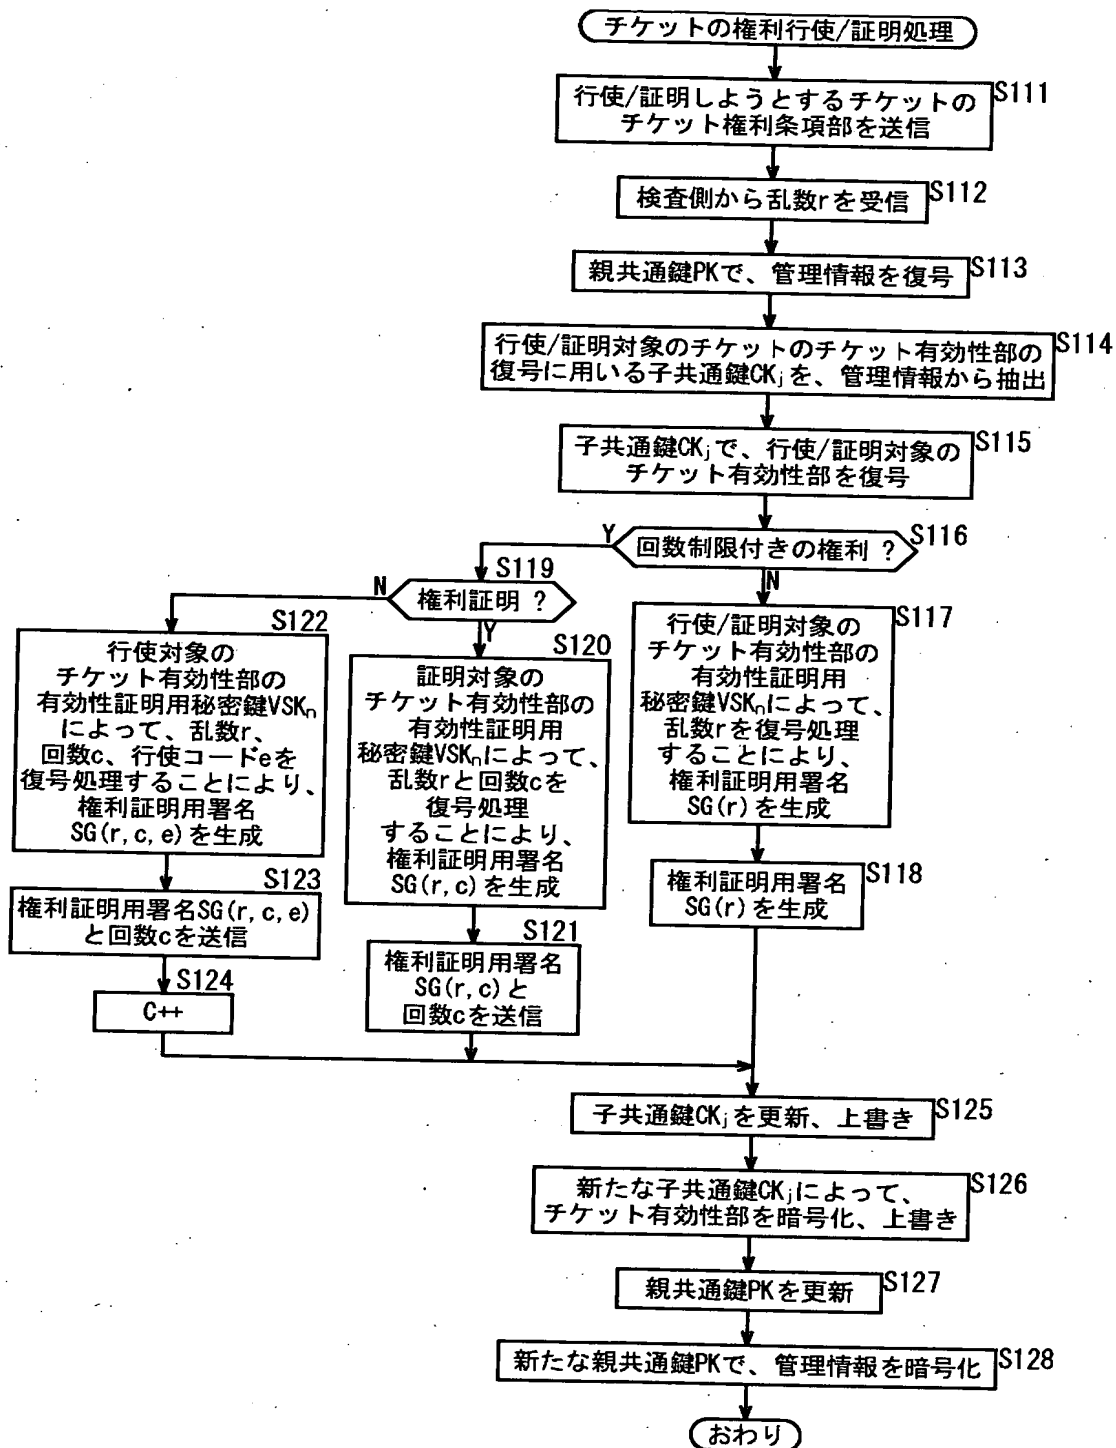 チケットの権利行使/証明処理
S111
行使/証明しようとするチケットの
チケット権利条項部を送信
S112
検査側から乱数rを受信
S113
親共通鍵PKで、管理情報を復号
S114
行使/証明対象のチケットのチケット有効性部の
復号に用いる子共通鍵CKjを、管理情報から抽出
S115
子共通鍵CKjで、行使/証明対象の
チケット有効性部を復号
S116
回数制限付きの権利 ?
Y
N
S119
権利証明 ?
N
Y
S122
行使対象の
チケット有効性部の
有効性証明用秘密鍵VSKn
によって、乱数r、
回数c、行使コードeを
復号処理することにより、
権利証明用署名
SG(r,c,e)を生成
S123
権利証明用署名SG(r,c,e)
と回数cを送信
S124
C++
S120
証明対象の
チケット有効性部の
有効性証明用
秘密鍵VSKnによって、
乱数rと回数cを
復号処理
することにより、
権利証明用署名
SG(r,c)を生成
S121
権利証明用署名
SG(r,c)と
回数cを送信
S117
行使/証明対象の
チケット有効性部の
有効性証明用
秘密鍵VSKnによって、
乱数rを復号処理
することにより、
権利証明用署名
SG(r)を生成
S118
権利証明用署名
SG(r)を生成
S125
子共通鍵CKjを更新、上書き
S126
新たな子共通鍵CKjによって、
チケット有効性部を暗号化、上書き
S127
親共通鍵PKを更新
S128
新たな親共通鍵PKで、管理情報を暗号化
おわり